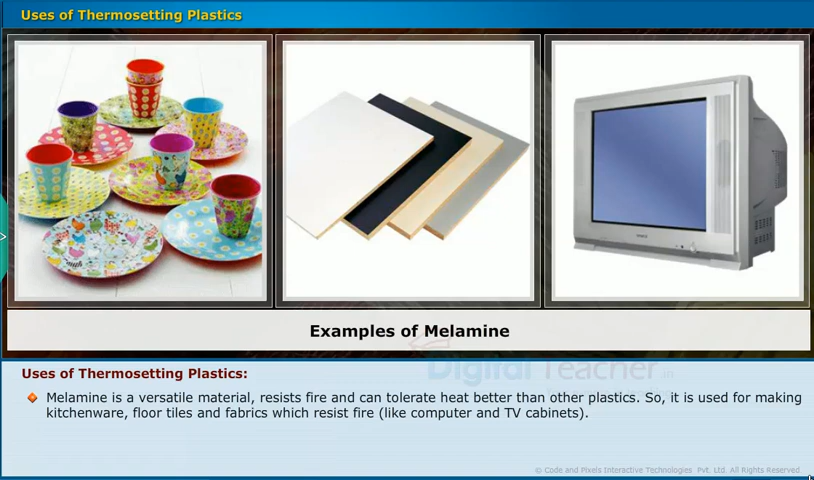 Uses of Thermosetting Plastics
Examples of Melamine
Uses of Thermosetting Plastics:
Digital Teacher.in
Melamine is a versatile material, resists fire and can tolerate heat better than other plastics. So, it is used for making
kitchenware, floor tiles and fabrics which resist fire (like computer and TV cabinets).
© Code and Pixels Interactive Technologies Pvt. Ltd. All Rights Reserved.